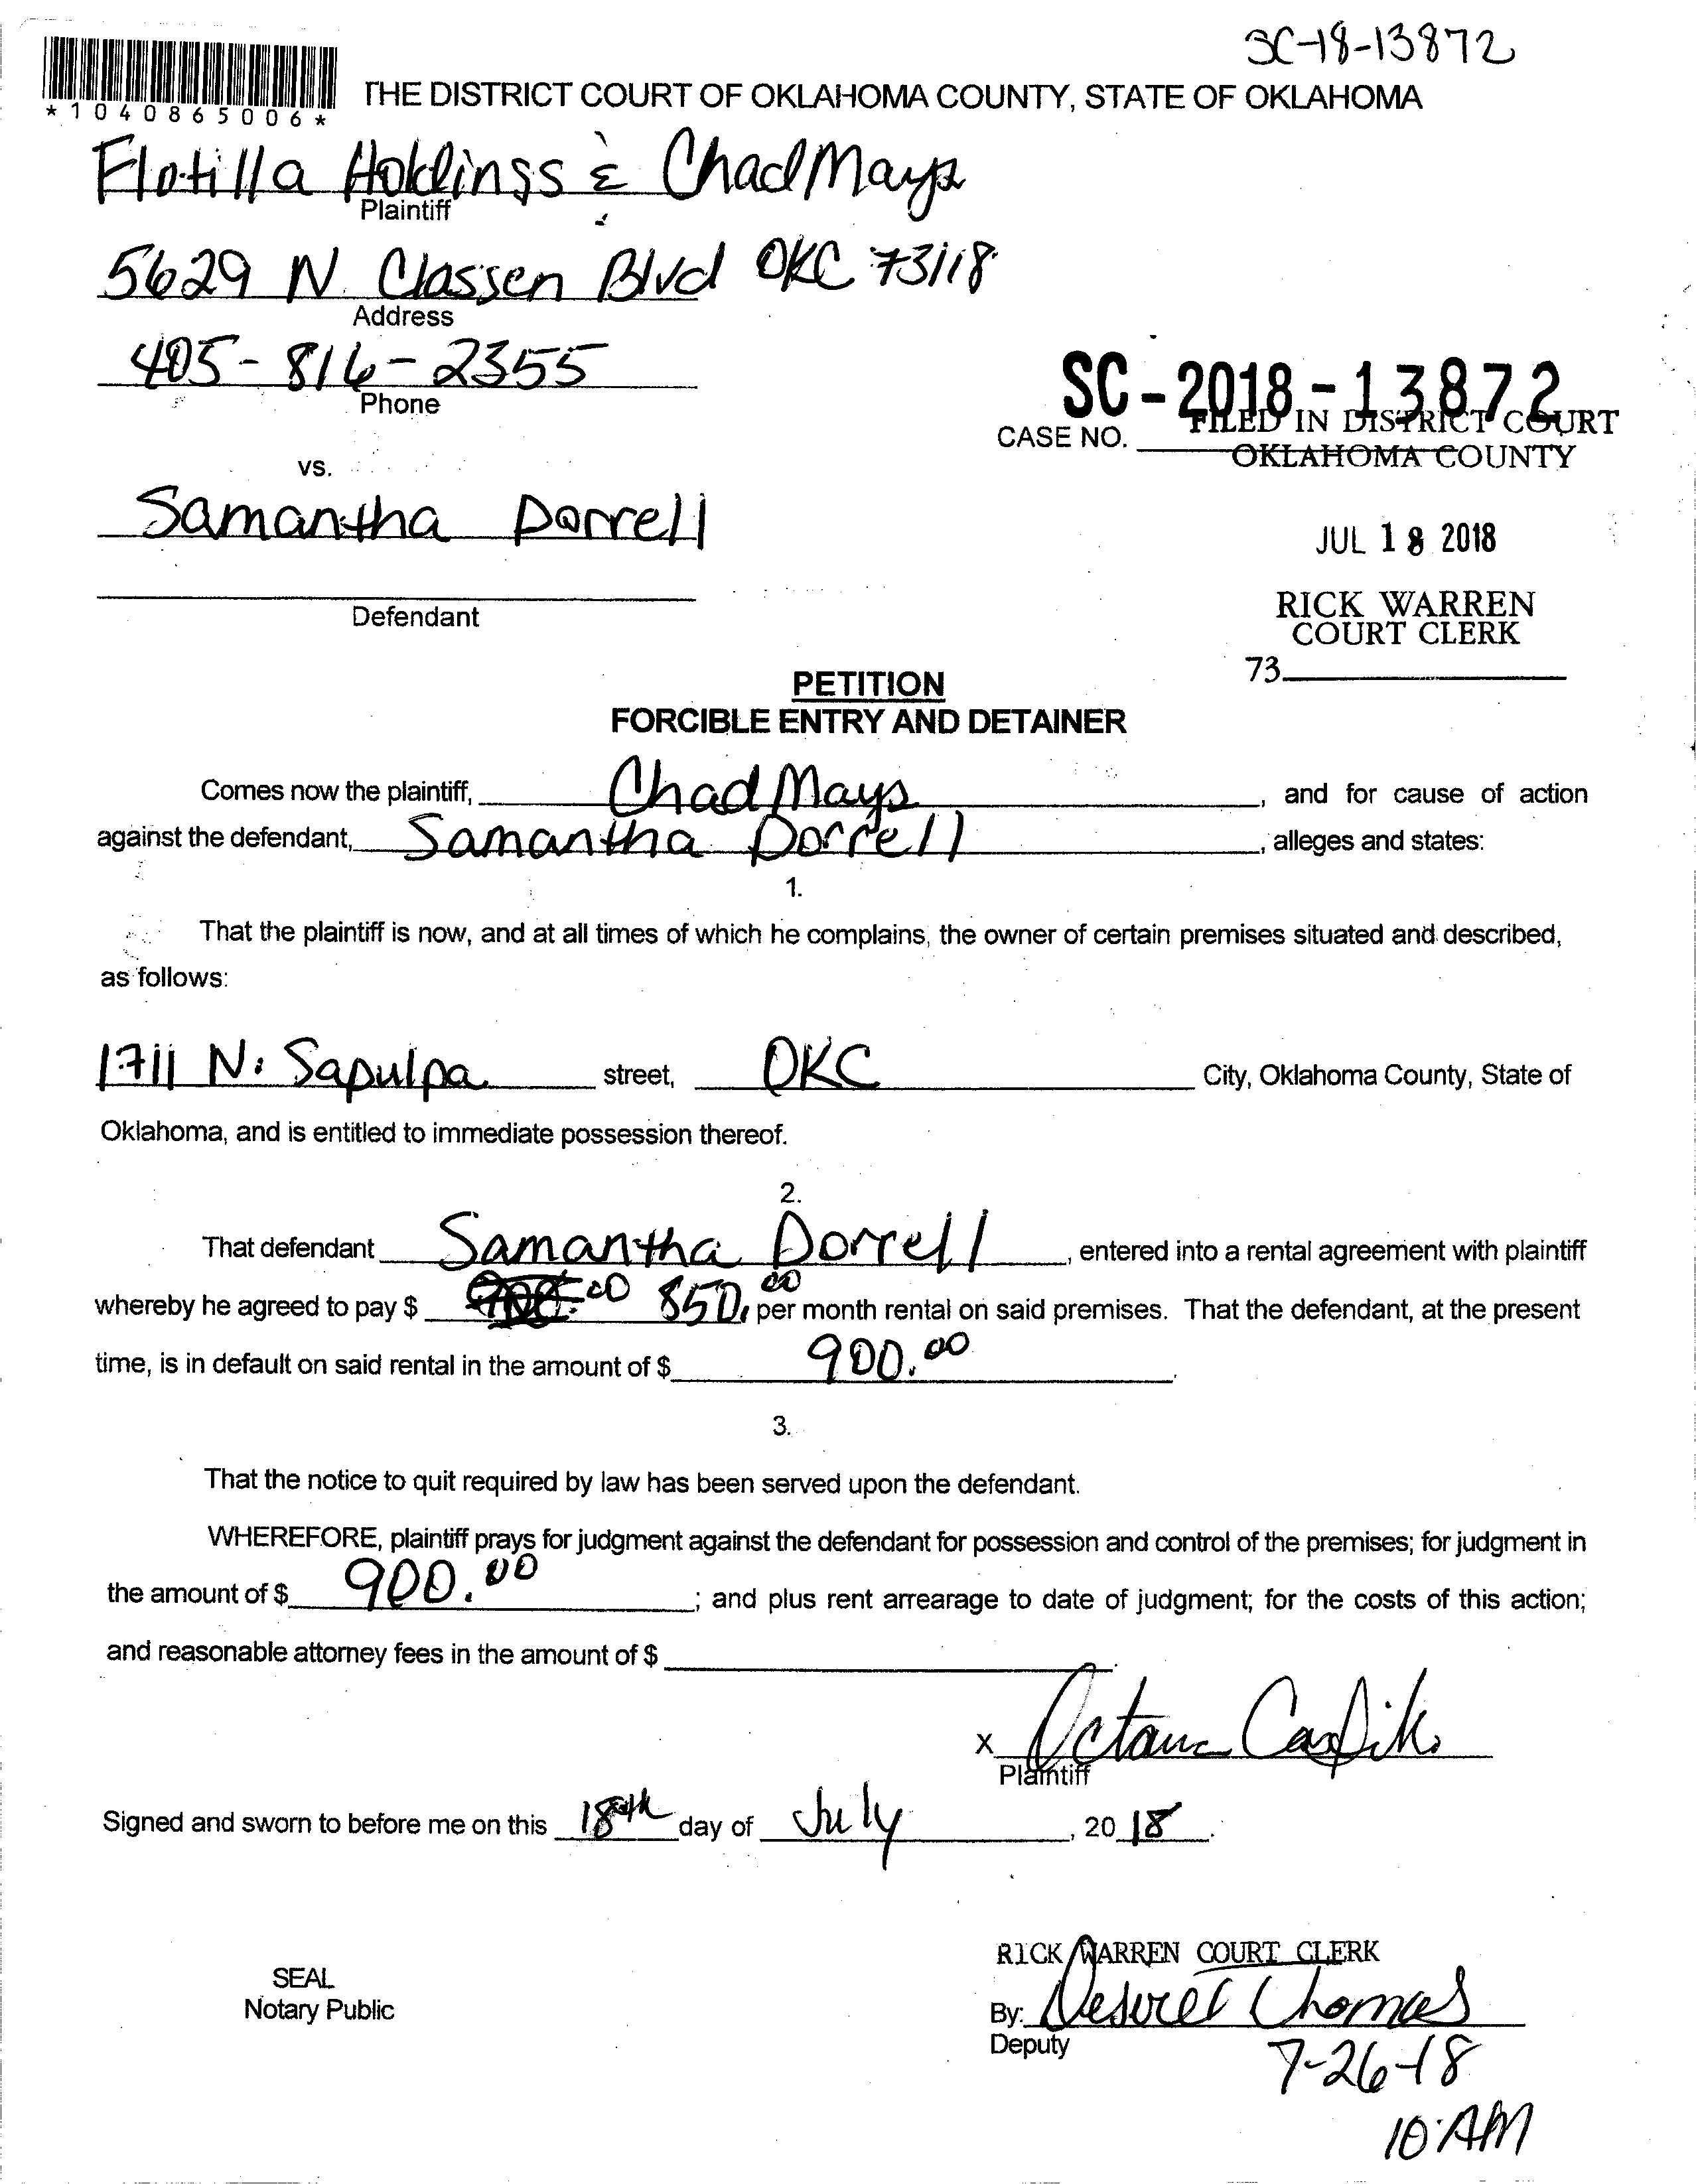 SC-18-13872
*1040865006*
THE DISTRICT COURT OF OKLAHOMA COUNTY, STATE OF OKLAHOMA
Flotilla Holdings & Chad Mays
Plaintiff
5629 N. Classen Blvd OKC 73118
Address
405-816-2355
Phone
SC-2018-13872
CASE NO.
FILED IN DISTRICT COURT
OKLAHOMA COUNTY
vs.
Samantha Dorrell
JUL 18 2018
Defendant
RICK WARREN
COURT CLERK
73
PETITION
FORCIBLE ENTRY AND DETAINER
Comes now the plaintiff, Chad Mays, and for cause of action
against the defendant, Samantha Dorrell, alleges and states:
1.
That the plaintiff is now, and at all times of which he complains, the owner of certain premises situated and described,
as follows:
1711 N. Sapulpa street, OKC City, Oklahoma County, State of
Oklahoma, and is entitled to immediate possession thereof.
2.
That defendant Samantha Dorrell, entered into a rental agreement with plaintiff
whereby he agreed to pay $ 850.00 per month rental on said premises. That the defendant, at the present
time, is in default on said rental in the amount of $ 900.00.
3.
That the notice to quit required by law has been served upon the defendant.
WHEREFORE, plaintiff prays for judgment against the defendant for possession and control of the premises; for judgment in
the amount of $ 900.00; and plus rent arrearage to date of judgment; for the costs of this action;
and reasonable attorney fees in the amount of $
x
Plaintiff
Signed and sworn to before me on this 18th day of July, 20 18.
RICK WARREN COURT CLERK
SEAL
Notary Public
By: Desiree Thomas
Deputy
7-26-18
10 AM